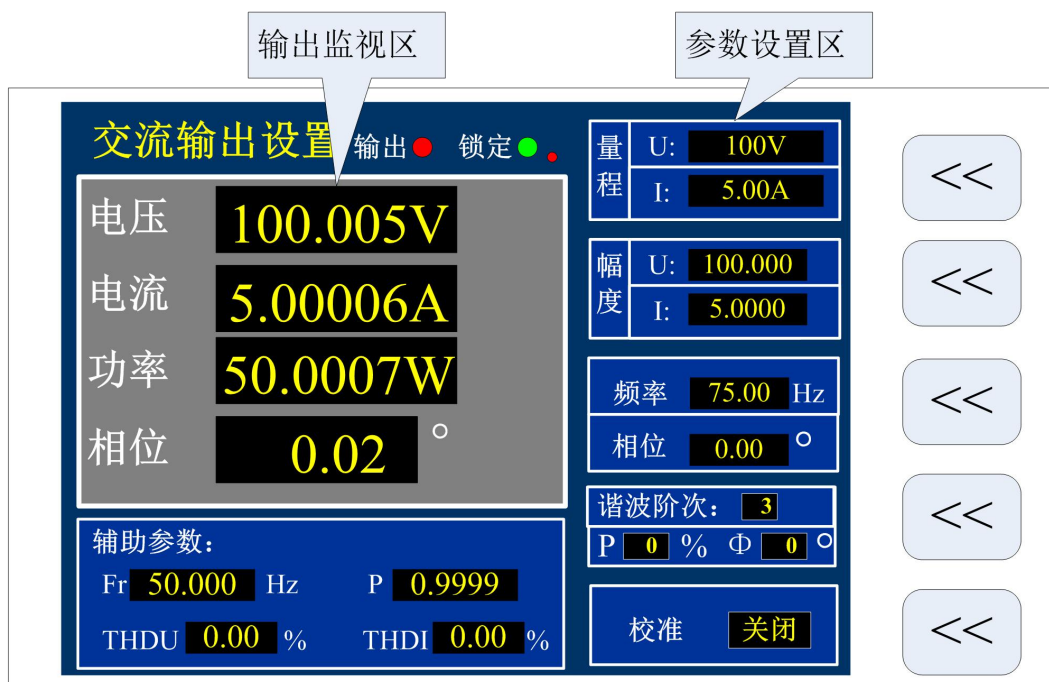 输出监视区
参数设置区
交流输出设置 输出 锁定
电压 100.005V
电流 5.00006A
功率 50.0007W
相位 0.02 °
辅助参数：
Fr 50.000 Hz P 0.9999
THDU 0.00 % THDI 0.00 %
量程
U: 100V
I: 5.00A
幅度
U: 100.000
I: 5.0000
频率 75.00 Hz
相位 0.00 °
谐波阶次： 3
P 0 % Φ 0 °
校准 关闭
<<
<<
<<
<<
<<